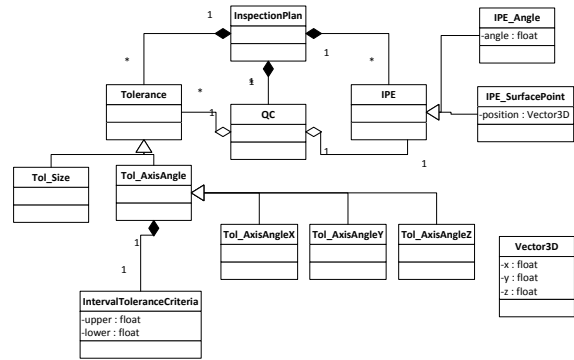 InspectionPlan
IPE_Angle
-angle : float
1
1
*
1
*
*
1
Tolerance
QC
IPE
IPE_SurfacePoint
-position : Vector3D
1
1
1
Tol_Size
Tol_AxisAngle
Tol_AxisAngleX
Tol_AxisAngleY
Tol_AxisAngleZ
Vector3D
-x : float
-y : float
-z : float
1
1
IntervalToleranceCriteria
-upper : float
-lower : float